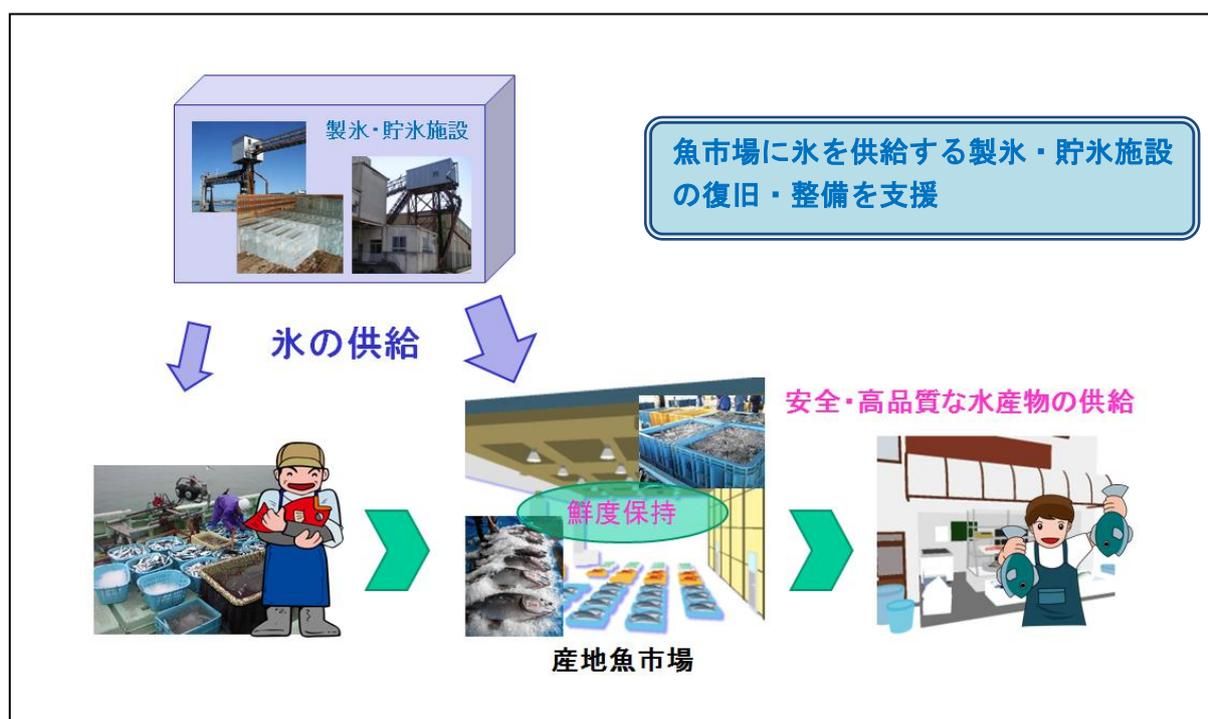 製氷・貯氷施設
魚市場に氷を供給する製氷・貯氷施設
の復旧・整備を支援
氷の供給
安全・高品質な水産物の供給
鮮度保持
産地魚市場